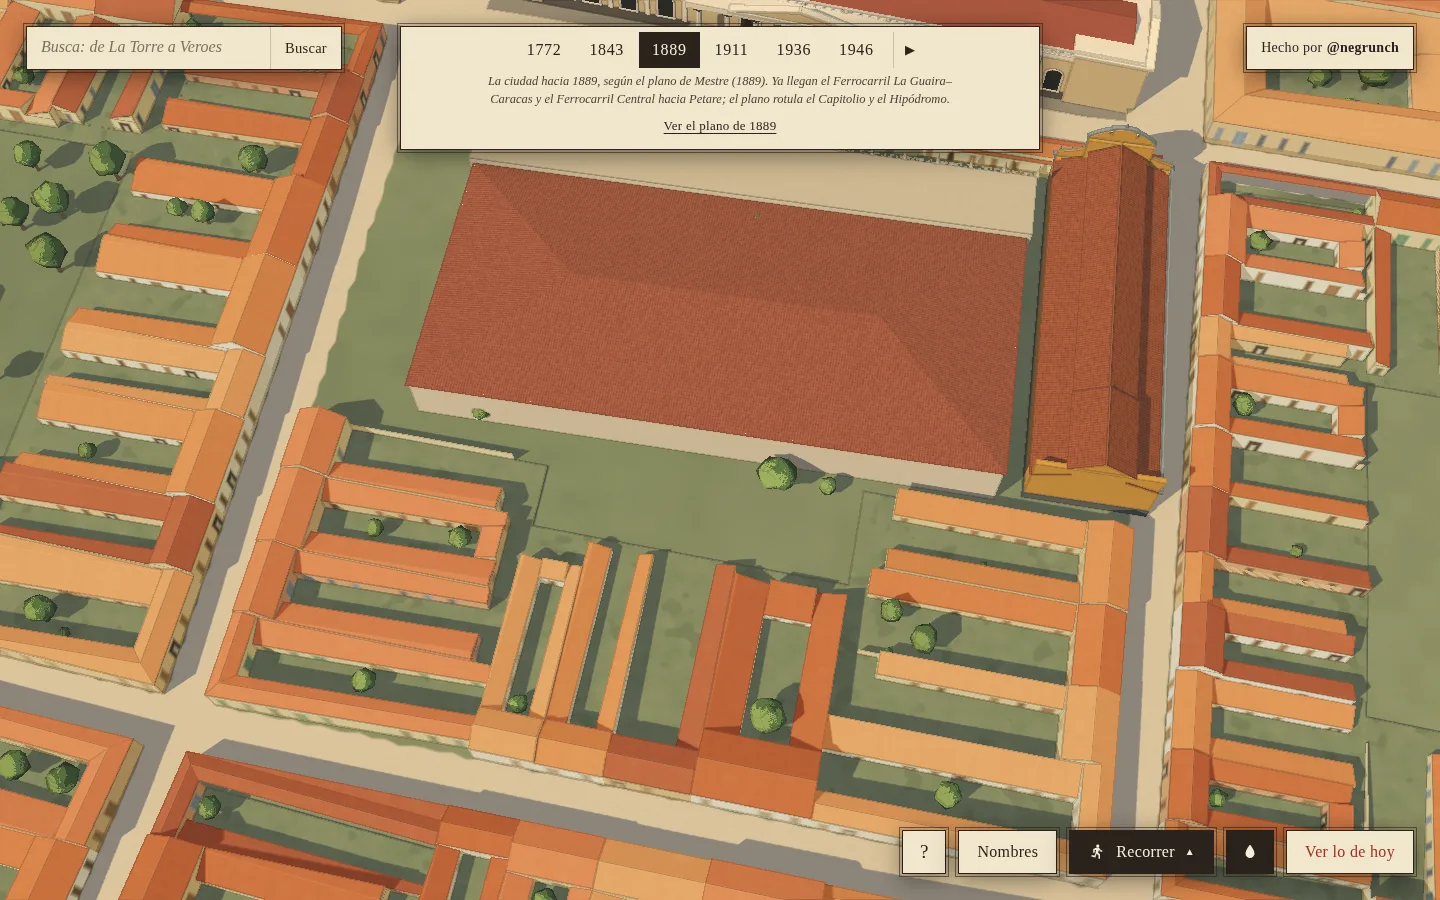 Busca: de La Torre a Veroes
Buscar
1772 1843 1889 1911 1936 1946 ▶
La ciudad hacia 1889, según el plano de Mestre (1889). Ya llegan el Ferrocarril La Guaira–
Caracas y el Ferrocarril Central hacia Petare; el plano rotula el Capitolio y el Hipódromo.
Ver el plano de 1889
Hecho por @negrunch
?
Nombres
Recorrer ▲
Ver lo de hoy